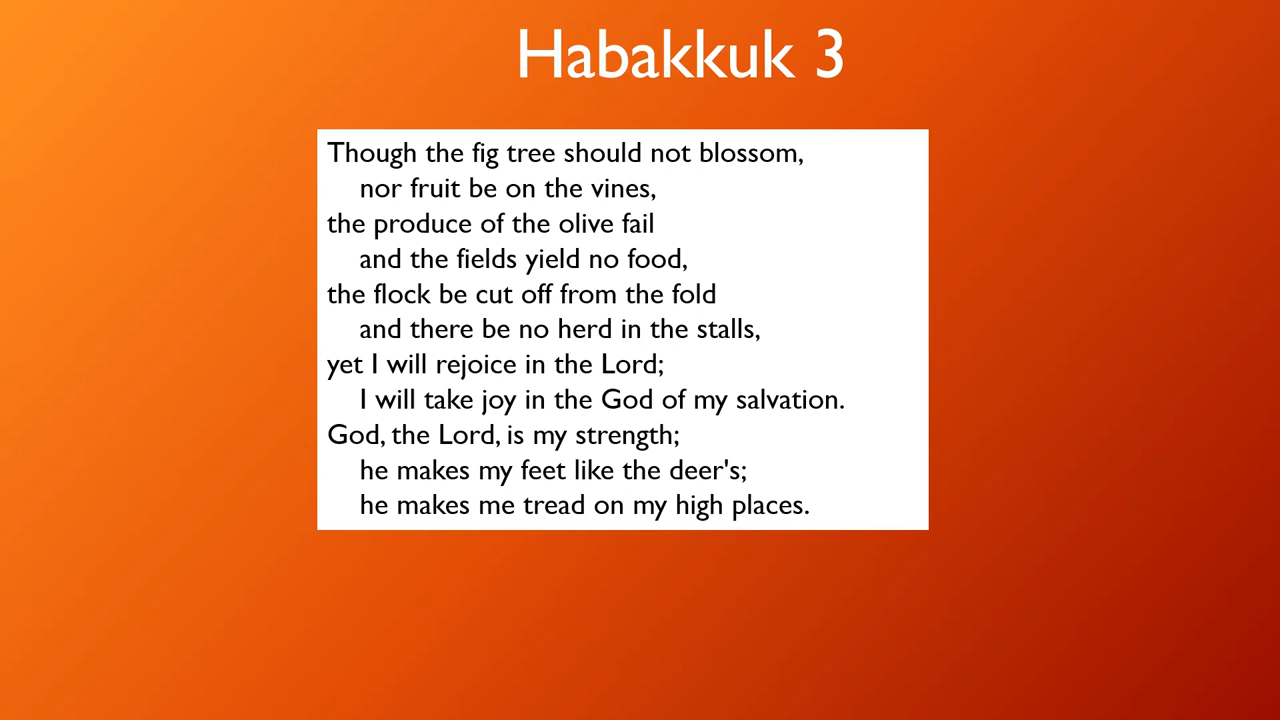 Habakkuk 3
Though the fig tree should not blossom,
nor fruit be on the vines,
the produce of the olive fail
and the fields yield no food,
the flock be cut off from the fold
and there be no herd in the stalls,
yet I will rejoice in the Lord;
I will take joy in the God of my salvation.
God, the Lord, is my strength;
he makes my feet like the deer's;
he makes me tread on my high places.